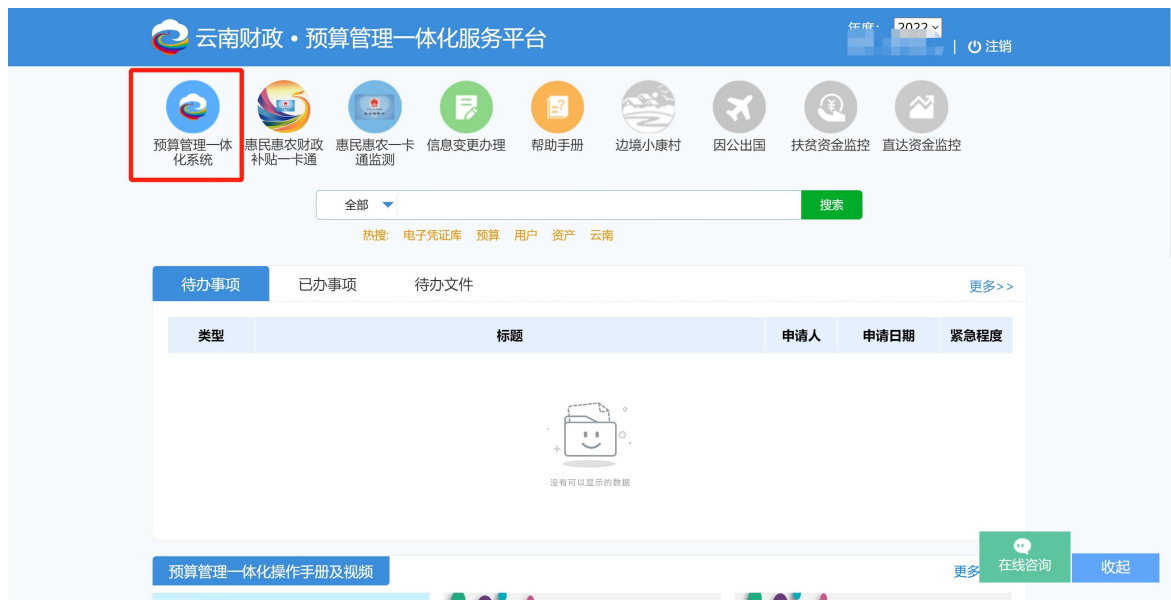 云南财政•预算管理一体化服务平台
年度: 2022
注销
预算管理一体化系统
惠民惠农财政补贴一卡通
惠民惠农一卡通监测
信息变更办理
帮助手册
边境小康村
因公出国
扶贫资金监控
直达资金监控
全部
搜索
热搜: 电子凭证库 预算 用户 资产 云南
待办事项 已办事项 待办文件 更多>>
类型 标题 申请人 申请日期 紧急程度
没有可以显示的数据
预算管理一体化操作手册及视频 更多
在线咨询 收起